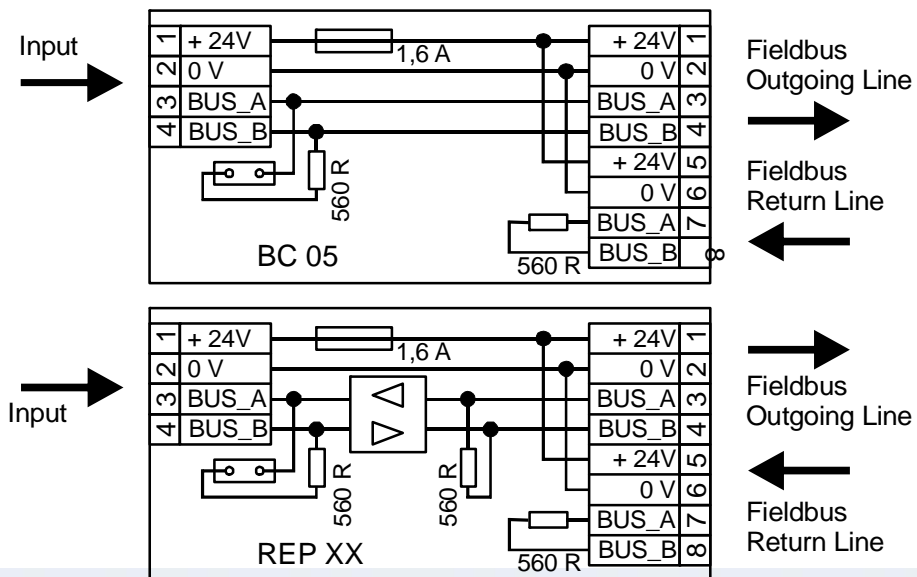 Input
1 + 24V
2 0 V
3 BUS_A
4 BUS_B
1,6 A
560 R
BC 05
560 R
+ 24V 1
0 V 2
BUS_A 3
BUS_B 4
+ 24V 5
0 V 6
BUS_A 7
BUS_B 8
Fieldbus
Outgoing Line
Fieldbus
Return Line
Input
1 + 24V
2 0 V
3 BUS_A
4 BUS_B
1,6 A
560 R
560 R
REP XX
560 R
+ 24V 1
0 V 2
BUS_A 3
BUS_B 4
+ 24V 5
0 V 6
BUS_A 7
BUS_B 8
Fieldbus
Outgoing Line
Fieldbus
Return Line